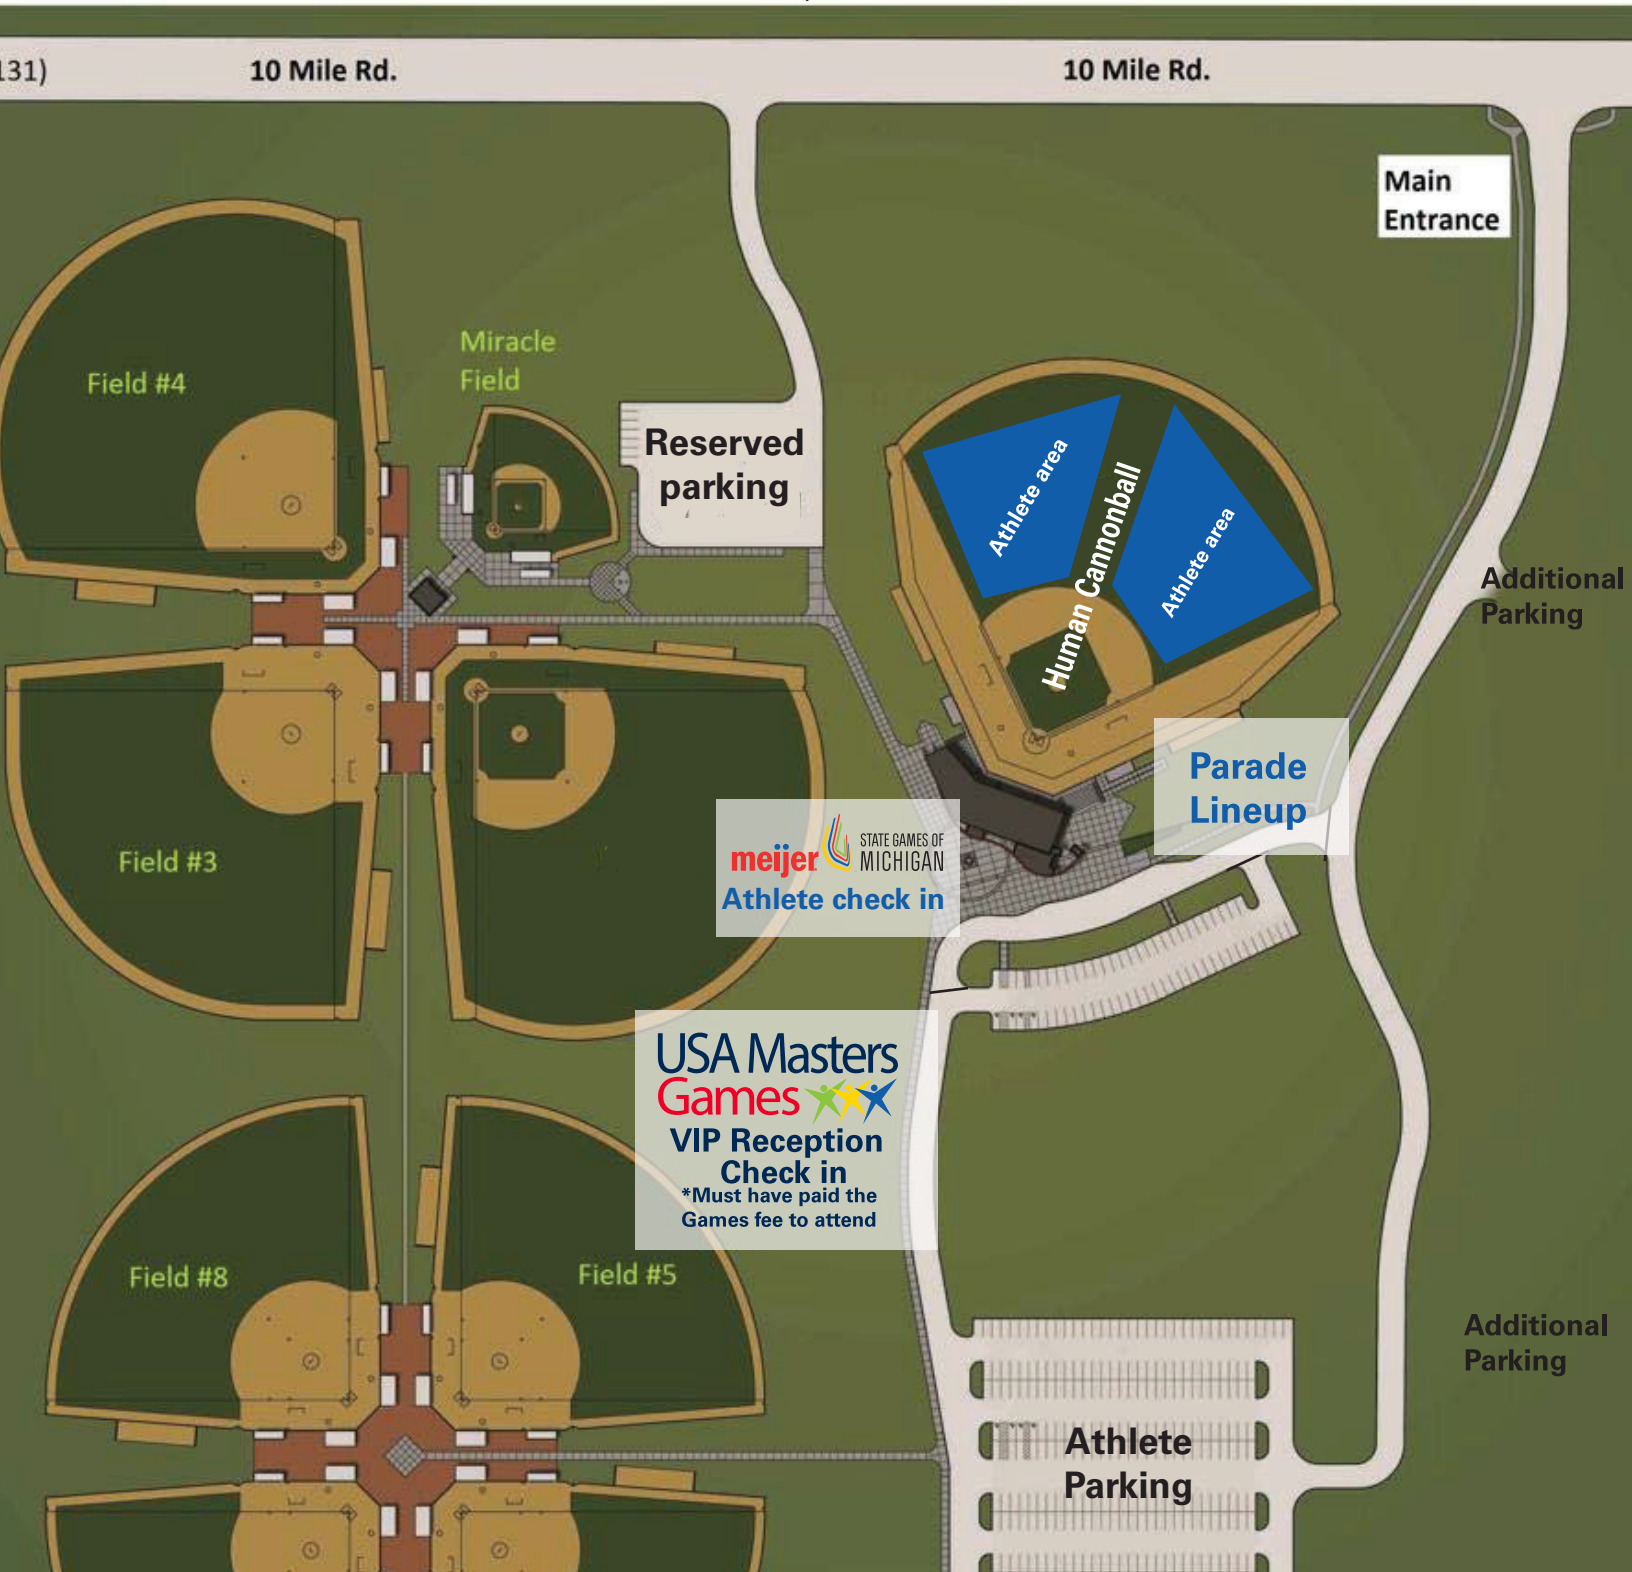 131)
10 Mile Rd.
10 Mile Rd.
Main
Entrance
Miracle
Field
Field #4
Reserved
parking
Athlete area
Human Cannonball
Athlete area
Additional
Parking
Parade
Lineup
Field #3
meijer
STATE GAMES OF
MICHIGAN
Athlete check in
USA Masters
Games
VIP Reception
Check in
*Must have paid the
Games fee to attend
Field #8
Field #5
Additional
Parking
Athlete
Parking